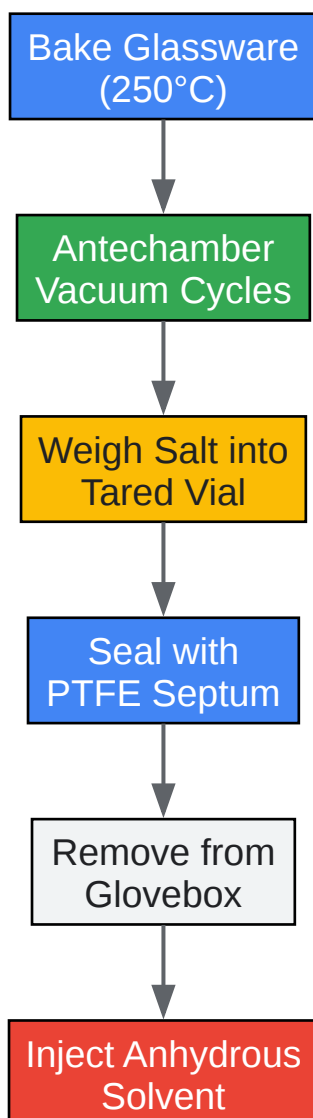 Bake Glassware
(250°C)
Antechamber
Vacuum Cycles
Weigh Salt into
Tared Vial
Seal with
PTFE Septum
Remove from
Glovebox
Inject Anhydrous
Solvent